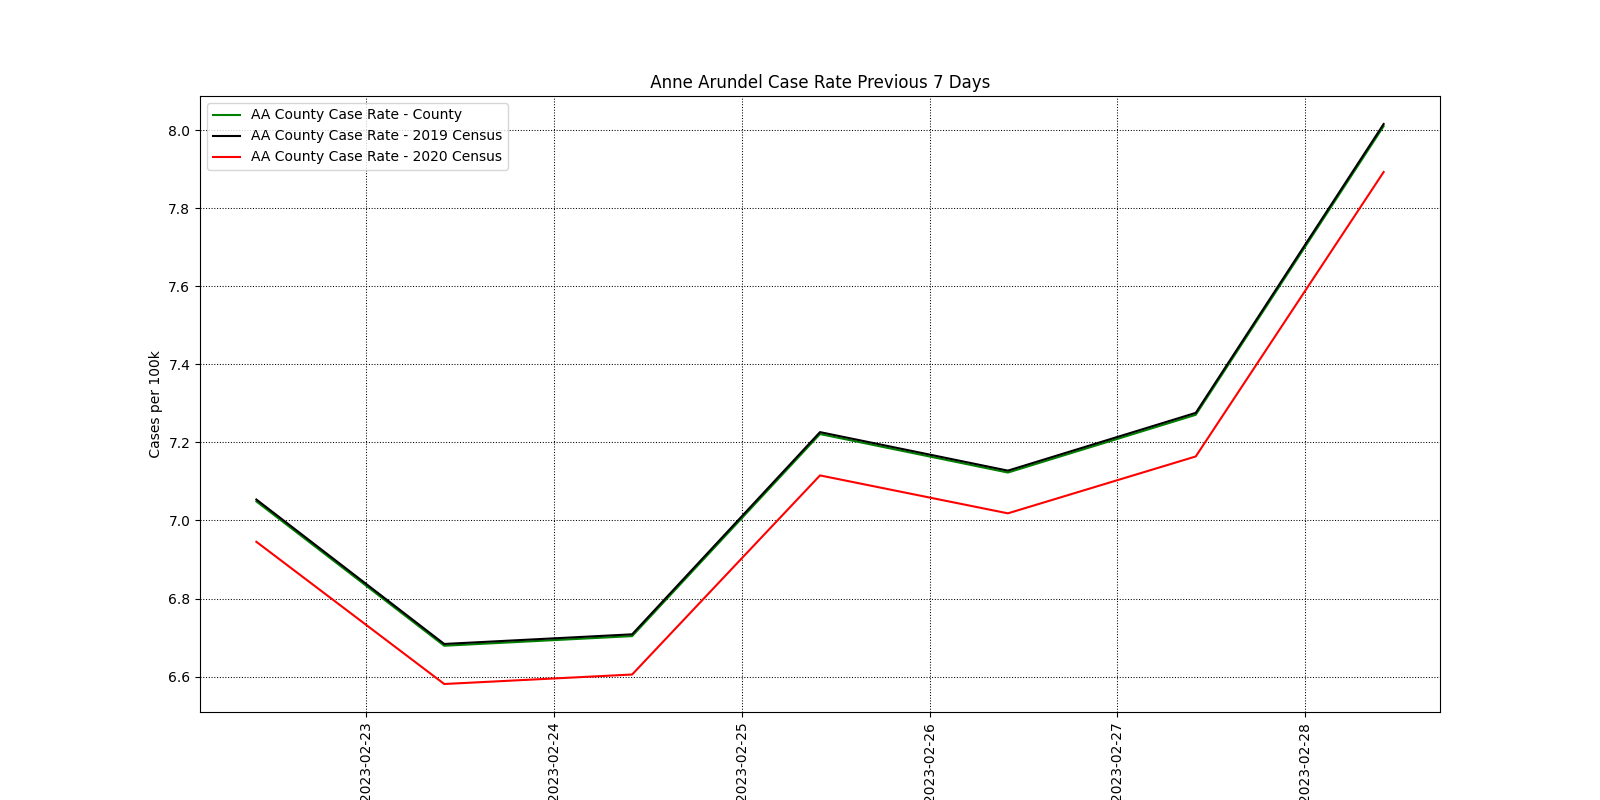 Anne Arundel Case Rate Previous 7 Days
AA County Case Rate - County
AA County Case Rate - 2019 Census
AA County Case Rate - 2020 Census
Cases per 100k
8.0
7.8
7.6
7.4
7.2
7.0
6.8
6.6
2023-02-23
2023-02-24
2023-02-25
2023-02-26
2023-02-27
2023-02-28